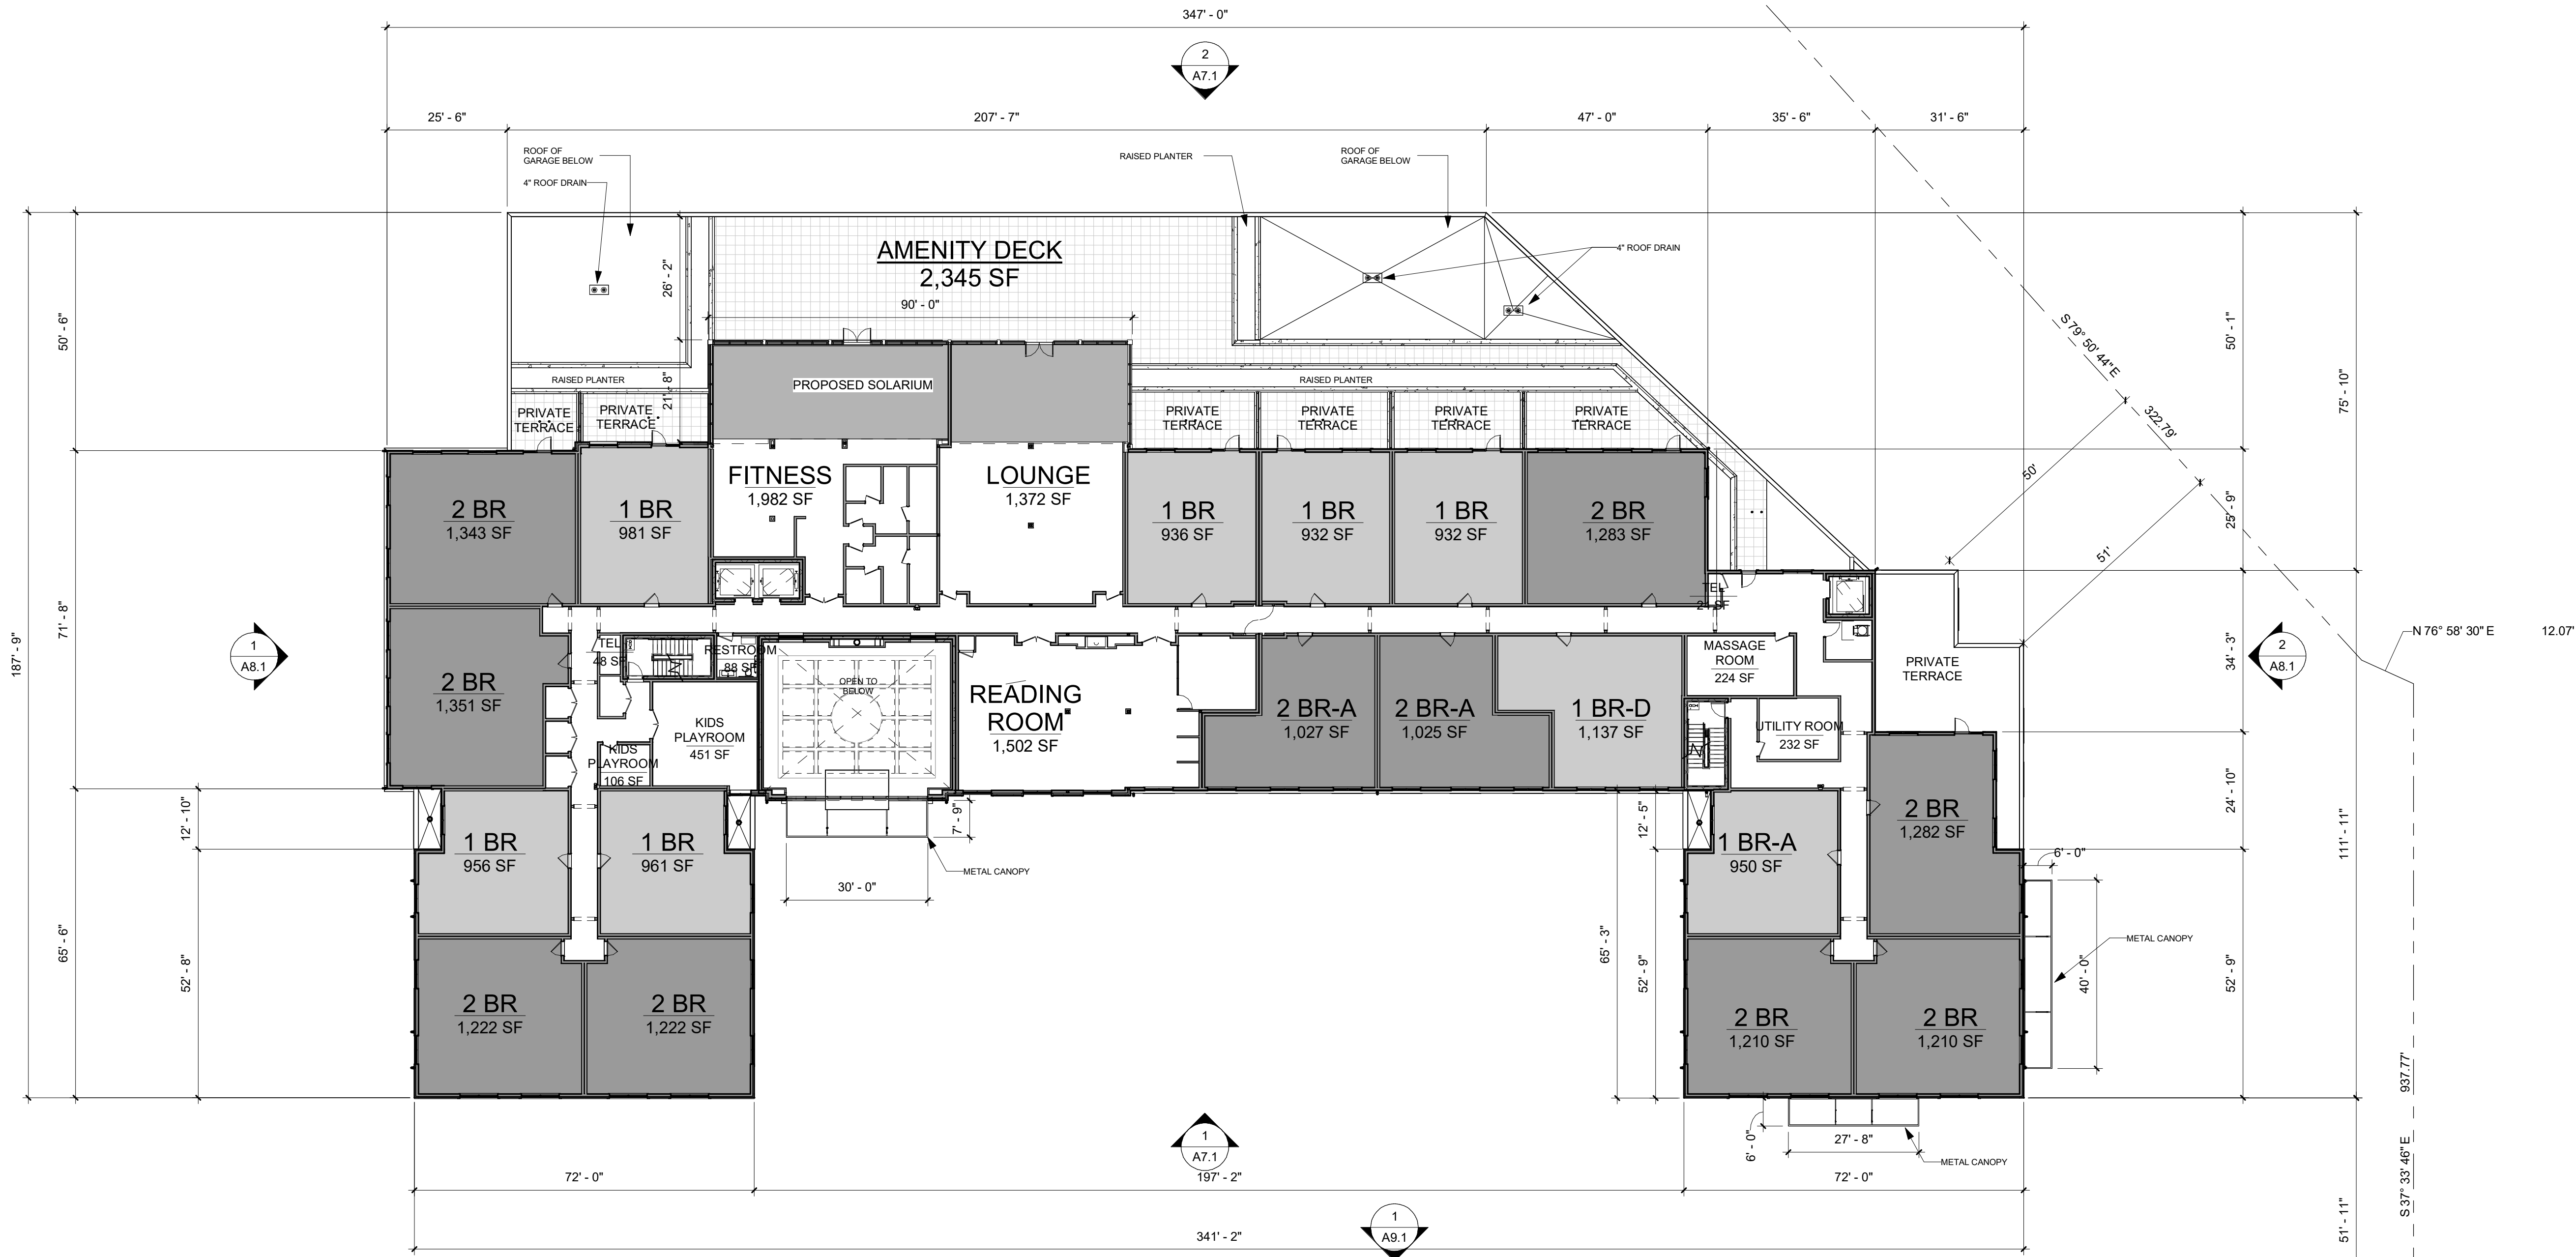 347' - 0"
2
A7.1
25' - 6"
207' - 7"
47' - 0"
35' - 6"
31' - 6"
ROOF OF
GARAGE BELOW
4" ROOF DRAIN
RAISED PLANTER
ROOF OF
GARAGE BELOW
4" ROOF DRAIN
AMENITY DECK
2,345 SF
90' - 0"
26' - 2"
21' - 8"
50' - 6"
71' - 8"
187' - 9"
65' - 6"
12' - 10"
52' - 8"
50' - 1"
75' - 10"
25' - 9"
34' - 3"
24' - 10"
111' - 11"
52' - 9"
51' - 11"
S 79° 50' 44" E
322.79'
50'
51'
N 76° 58' 30" E
12.07'
S 37° 33' 46" E
937.77'
RAISED PLANTER
PROPOSED SOLARIUM
RAISED PLANTER
PRIVATE
TERRACE
PRIVATE
TERRACE
PRIVATE
TERRACE
PRIVATE
TERRACE
PRIVATE
TERRACE
PRIVATE
TERRACE
2 BR
1,343 SF
1 BR
981 SF
FITNESS
1,982 SF
LOUNGE
1,372 SF
1 BR
936 SF
1 BR
932 SF
1 BR
932 SF
2 BR
1,283 SF
TEL
1
A8.1
2
A8.1
2 BR
1,351 SF
TEL
48 SF
RESTROOM
88 SF
KIDS
PLAYROOM
451 SF
KIDS
PLAYROOM
106 SF
OPEN TO
BELOW
READING
ROOM
1,502 SF
2 BR-A
1,027 SF
2 BR-A
1,025 SF
1 BR-D
1,137 SF
MASSAGE
ROOM
224 SF
UTILITY ROOM
232 SF
PRIVATE
TERRACE
1 BR
956 SF
1 BR
961 SF
7' - 9"
METAL CANOPY
30' - 0"
12' - 5"
65' - 3"
52' - 9"
1 BR-A
950 SF
2 BR
1,282 SF
6' - 0"
40' - 0"
METAL CANOPY
2 BR
1,222 SF
2 BR
1,222 SF
2 BR
1,210 SF
2 BR
1,210 SF
6' - 0"
27' - 8"
METAL CANOPY
1
A7.1
72' - 0"
197' - 2"
72' - 0"
1
A9.1
341' - 2"